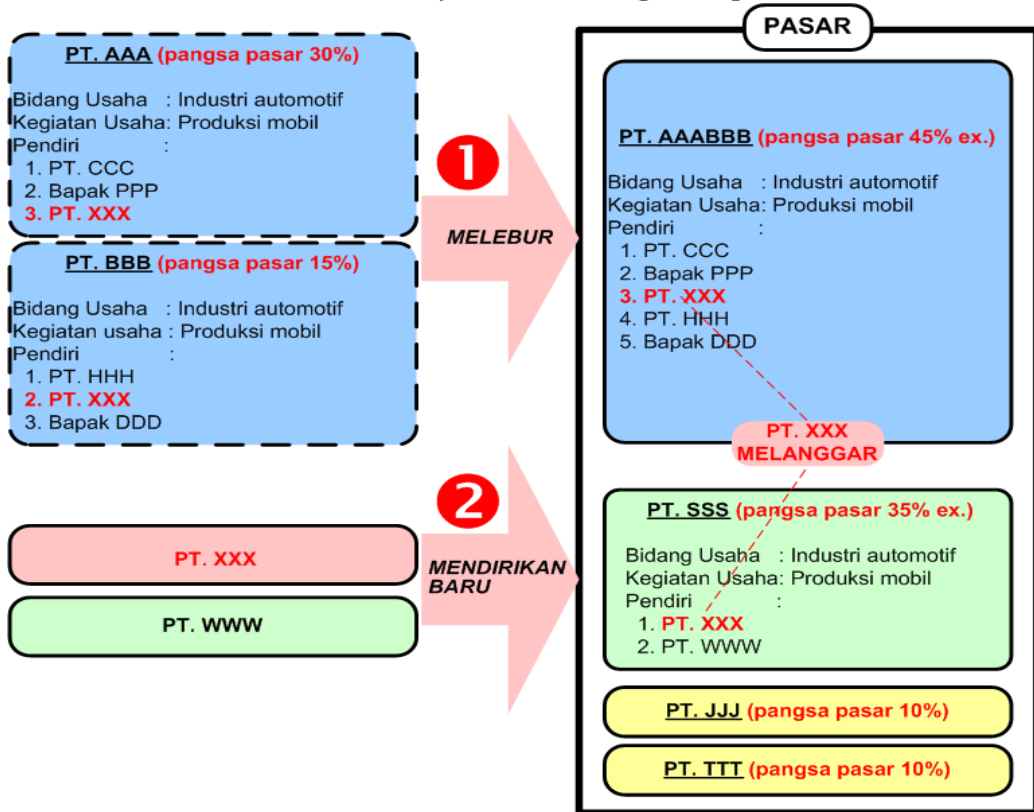 PT. AAA (pangsa pasar 30%)
Bidang Usaha : Industri automotif
Kegiatan Usaha: Produksi mobil
Pendiri :
1. PT. CCC
2. Bapak PPP
3. PT. XXX
PT. BBB (pangsa pasar 15%)
Bidang Usaha : Industri automotif
Kegiatan usaha : Produksi mobil
Pendiri :
1. PT. HHH
2. PT. XXX
3. Bapak DDD
1
MELEBUR
PT. XXX
PT. WWW
2
MENDIRIKAN
BARU
PASAR
PT. AAABBB (pangsa pasar 45% ex.)
Bidang Usaha : Industri automotif
Kegiatan Usaha: Produksi mobil
Pendiri :
1. PT. CCC
2. Bapak PPP
3. PT. XXX
4. PT. HHH
5. Bapak DDD
PT. XXX
MELANGGAR
PT. SSS (pangsa pasar 35% ex.)
Bidang Usaha : Industri automotif
Kegiatan Usaha: Produksi mobil
Pendiri :
1. PT. XXX
2. PT. WWW
PT. JJJ (pangsa pasar 10%)
PT. TTT (pangsa pasar 10%)